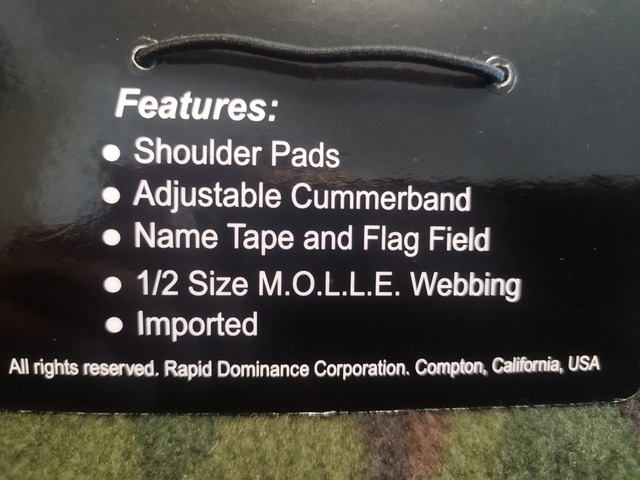 Features:
● Shoulder Pads
● Adjustable Cummerband
● Name Tape and Flag Field
● 1/2 Size M.O.L.L.E. Webbing
● Imported
All rights reserved. Rapid Dominance Corporation. Compton, California, USA